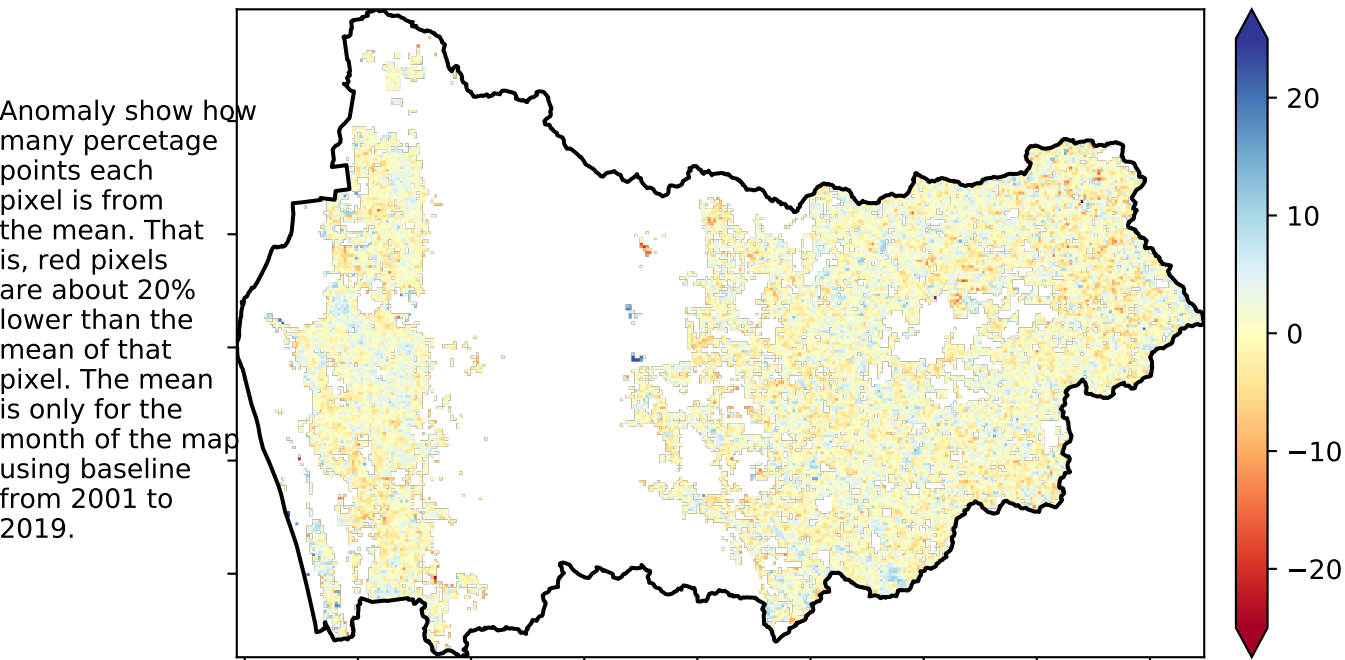 Anomaly show how
many percetage
points each
pixel is from
the mean. That
is, red pixels
are about 20%
lower than the
mean of that
pixel. The mean
is only for the
month of the map
using baseline
from 2001 to
2019.
20
10
0
−10
−20